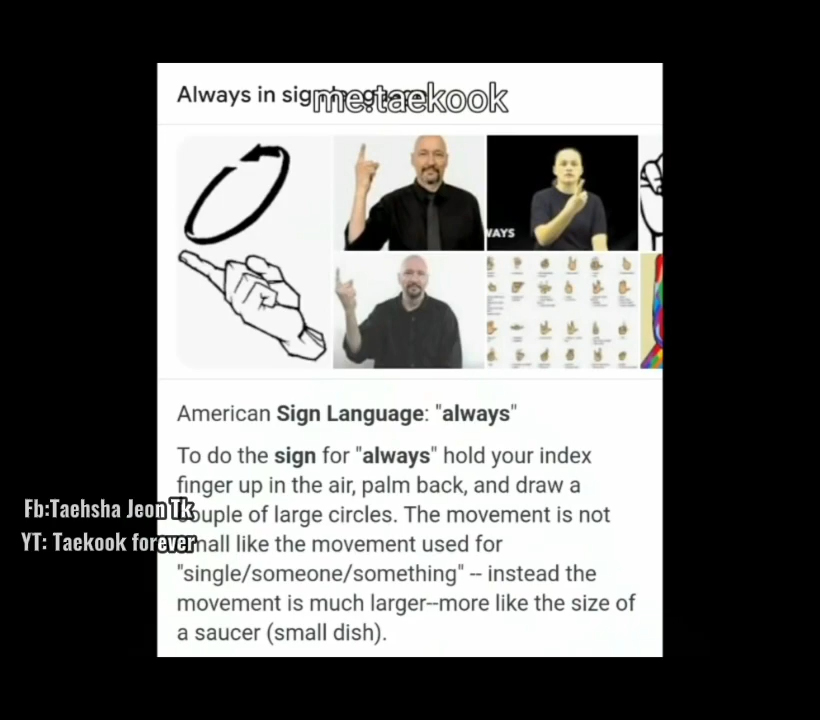 Always in sig
me:taekook
WAYS
American Sign Language: "always"
To do the sign for "always" hold your index
finger up in the air, palm back, and draw a
couple of large circles. The movement is not
small like the movement used for
"single/someone/something" -- instead the
movement is much larger--more like the size of
a saucer (small dish).
Fb:Taehsha Jeon Tk
YT: Taekook forever